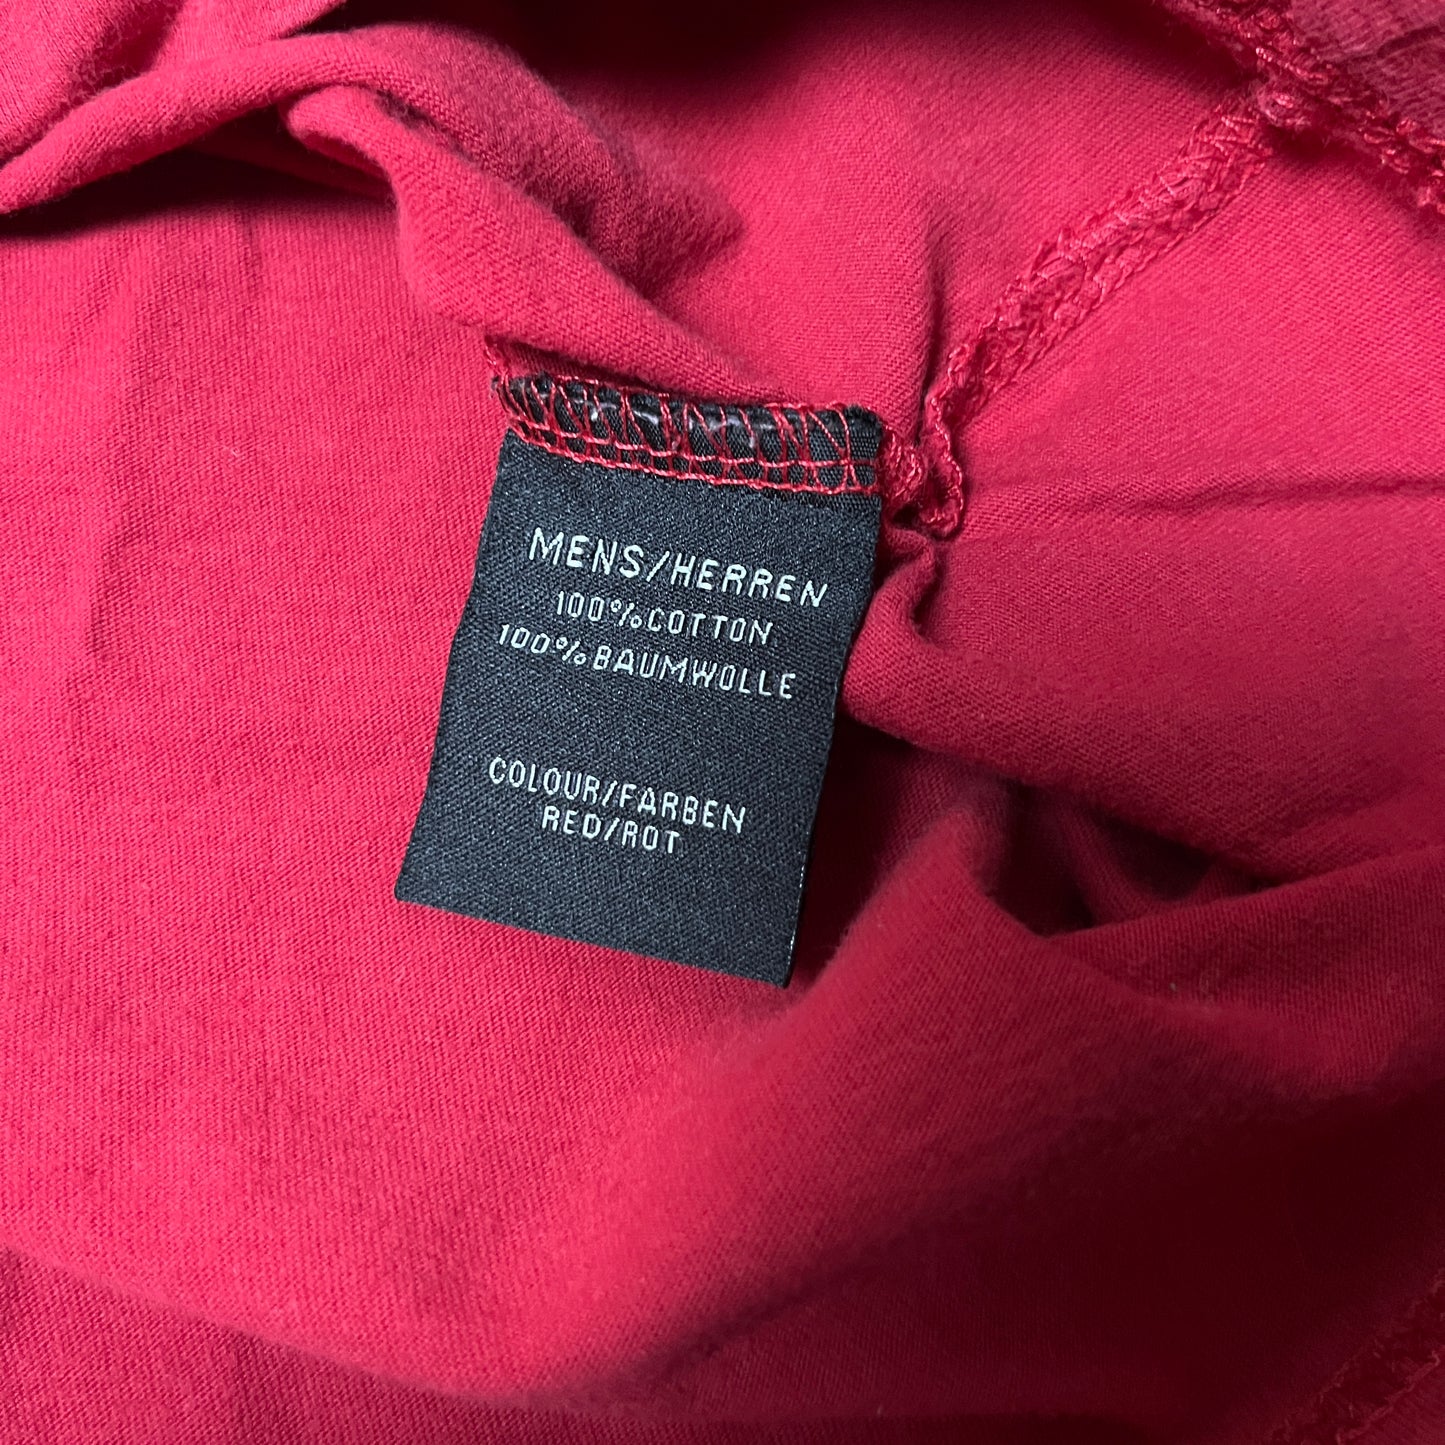 MENS/HERREN
100%COTTON
100%BAUMWOLLE
COLOUR/FARBEN
RED/ROT